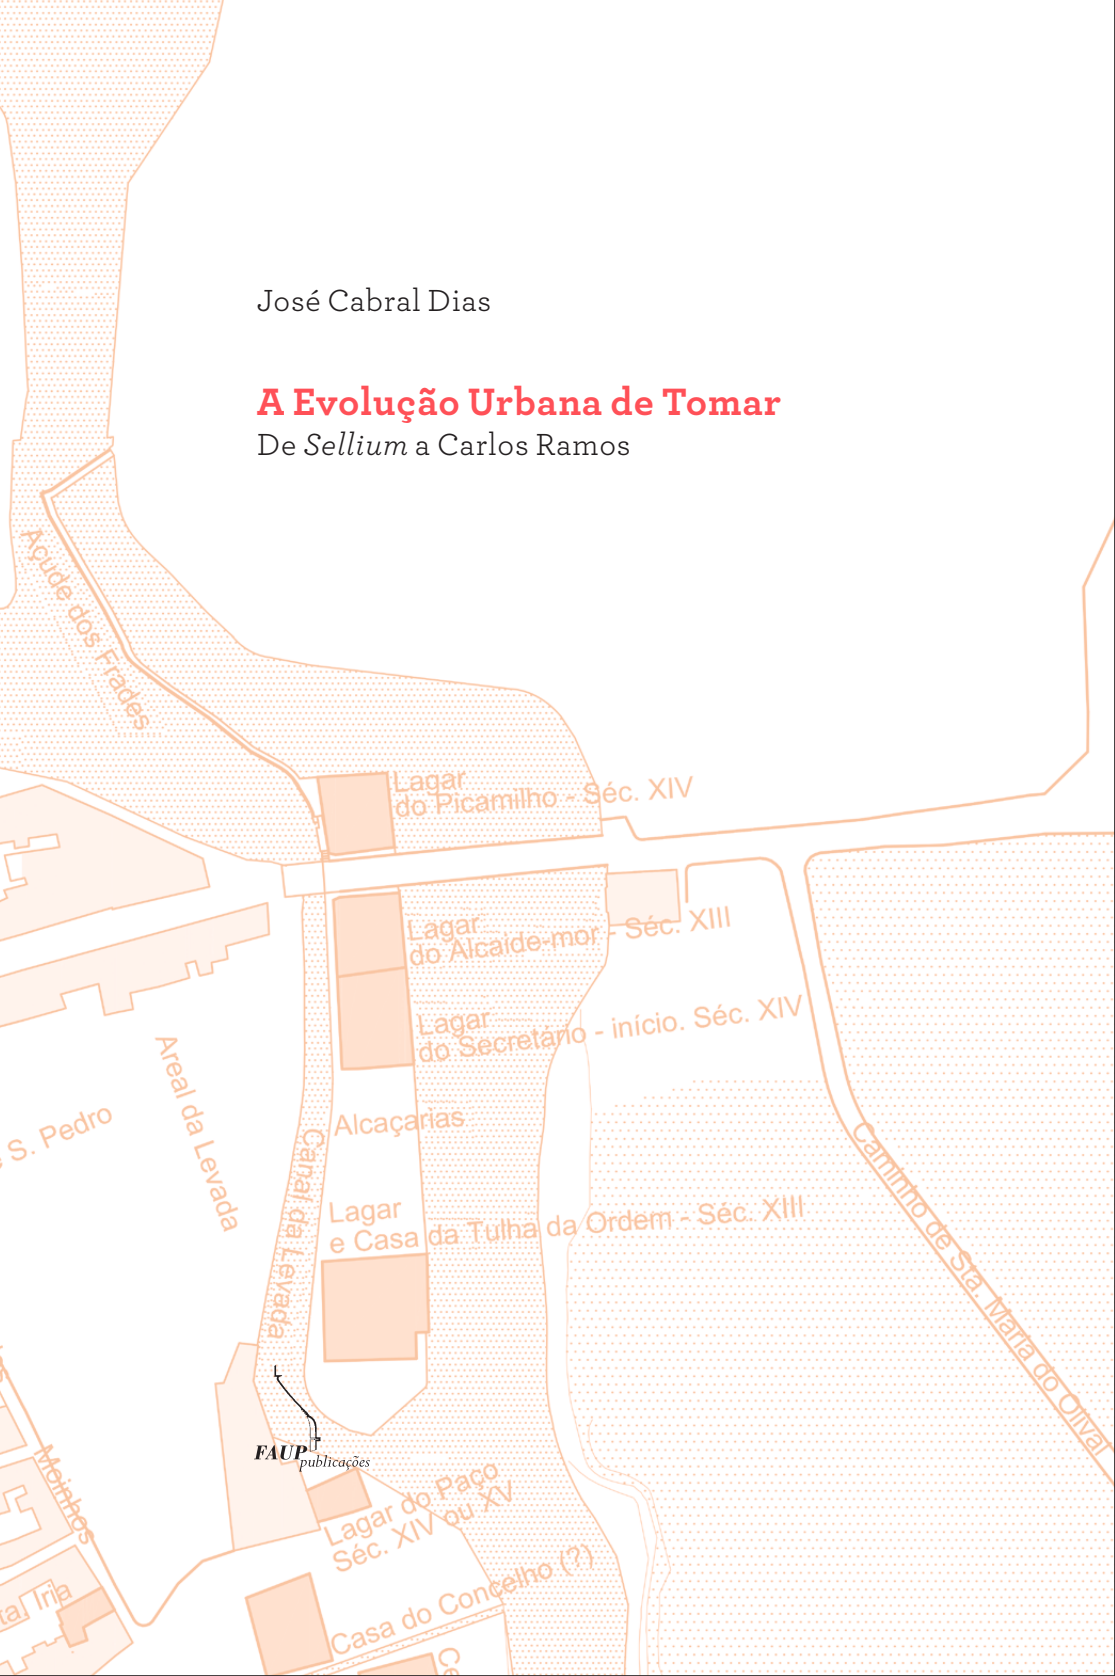 José Cabral Dias
A Evolução Urbana de Tomar
De Sellium a Carlos Ramos
Açude dos Frades
Lagar
do Picamilho - Séc. XIV
Lagar
do Alcaide-mor - Séc. XIII
Lagar
do Secretário - início. Séc. XIV
Areal da Levada
S. Pedro
Alcaçarias
Canal da Levada
Lagar
e Casa da Tulha da Ordem - Séc. XIII
Caminho de Sta. Maria do Olival
FAUP
publicações
Moinhos
Lagar do Paço
Séc. XIV ou XV
Casa do Concelho (?)
ta. Iria
Ce